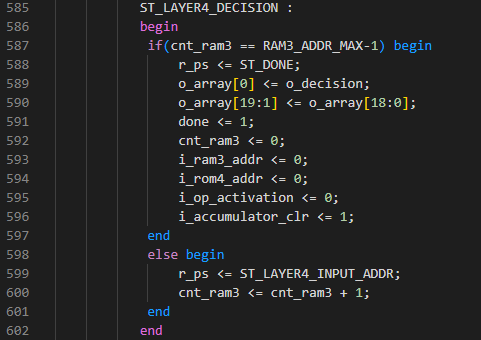 585 ST_LAYER4_DECISION :
586 begin
587 if(cnt_ram3 == RAM3_ADDR_MAX-1) begin
588 r_ps <= ST_DONE;
589 o_array[0] <= o_decision;
590 o_array[19:1] <= o_array[18:0];
591 done <= 1;
592 cnt_ram3 <= 0;
593 i_ram3_addr <= 0;
594 i_rom4_addr <= 0;
595 i_op_activation <= 0;
596 i_accumulator_clr <= 1;
597 end
598 else begin
599 r_ps <= ST_LAYER4_INPUT_ADDR;
600 cnt_ram3 <= cnt_ram3 + 1;
601 end
602 end